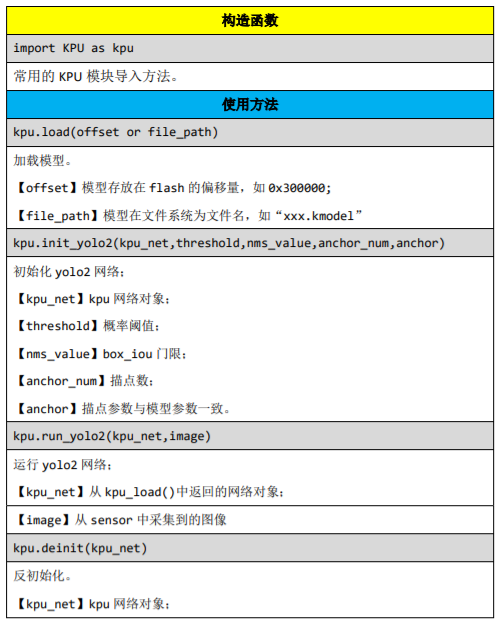 构造函数
import KPU as kpu
常用的 KPU 模块导入方法。
使用方法
kpu.load(offset or file_path)
加载模型。
【offset】模型存放在 flash 的偏移量，如 0x300000;
【file_path】模型在文件系统为文件名，如“xxx.kmodel”
kpu.init_yolo2(kpu_net,threshold,nms_value,anchor_num,anchor)
初始化 yolo2 网络；
【kpu_net】kpu 网络对象；
【threshold】概率阈值；
【nms_value】box_iou 门限；
【anchor_num】描点数；
【anchor】描点参数与模型参数一致。
kpu.run_yolo2(kpu_net,image)
运行 yolo2 网络；
【kpu_net】从 kpu_load()中返回的网络对象；
【image】从 sensor 中采集到的图像
kpu.deinit(kpu_net)
反初始化。
【kpu_net】kpu 网络对象；